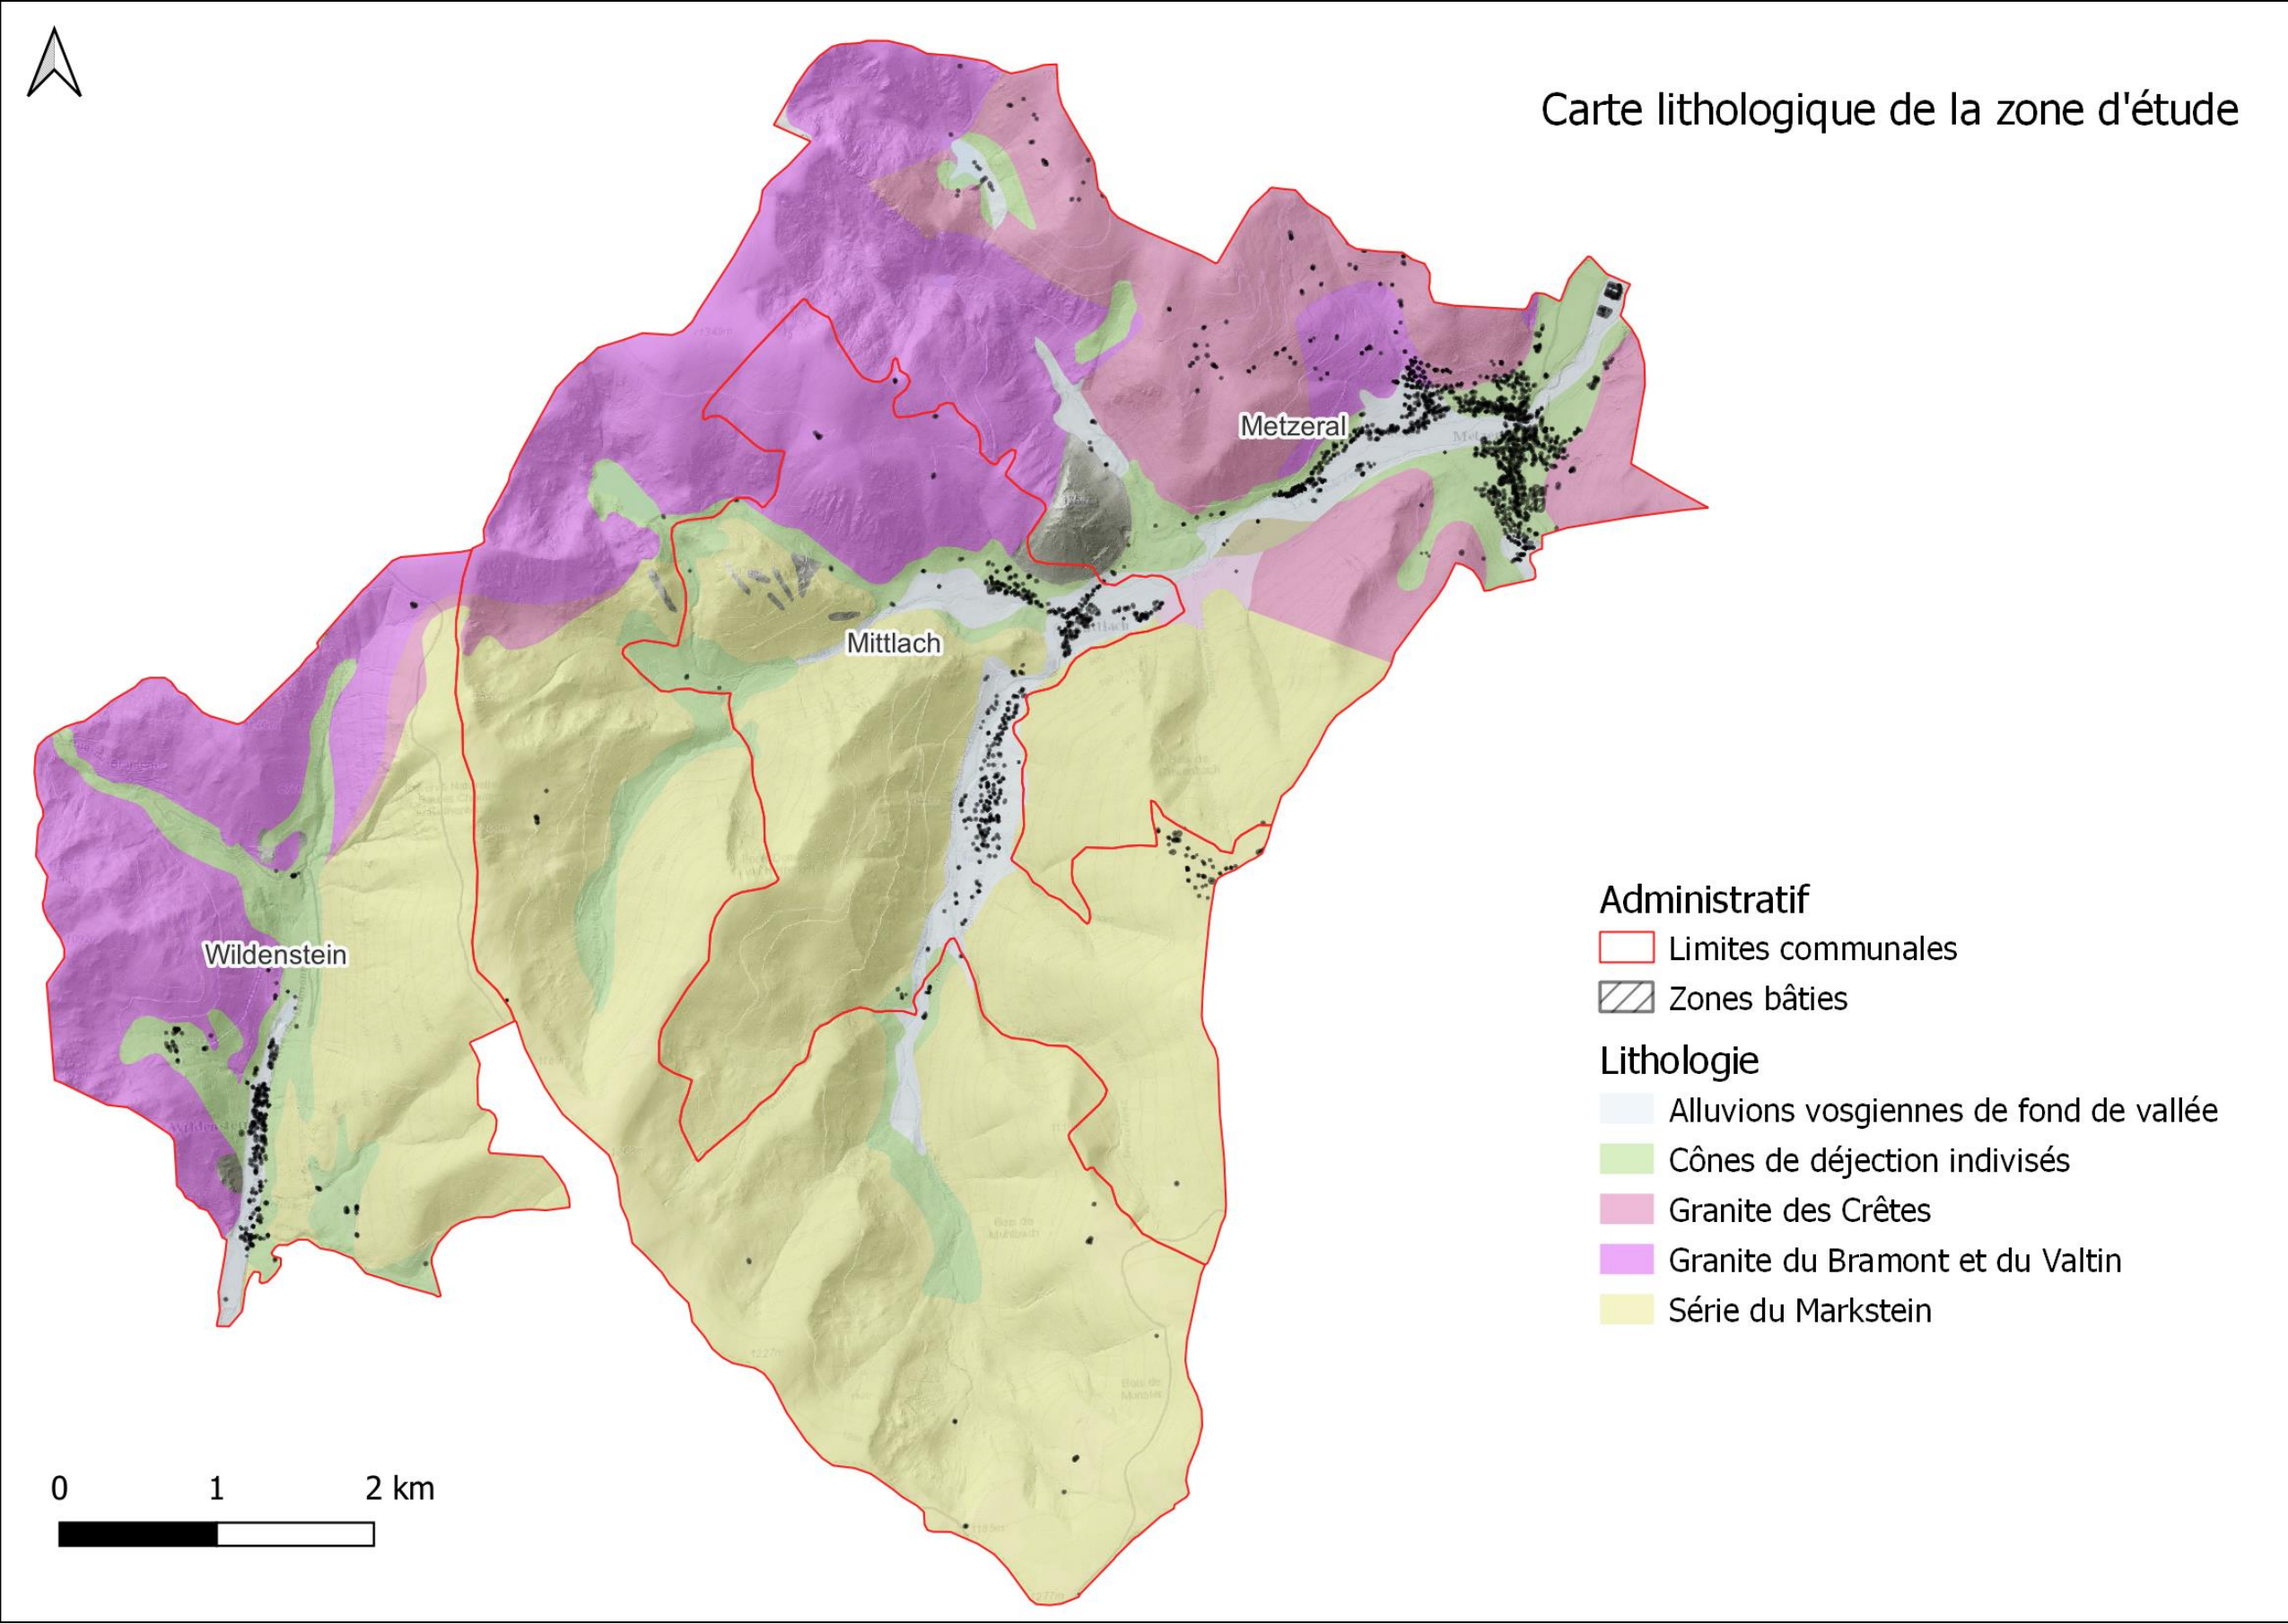 Carte lithologique de la zone d'étude
Metzeral
Mittlach
Wildenstein
Administratif
Limites communales
Zones bâties
Lithologie
Alluvions vosgiennes de fond de vallée
Cônes de déjection indivisés
Granite des Crêtes
Granite du Bramont et du Valtin
Série du Markstein
0 1 2 km